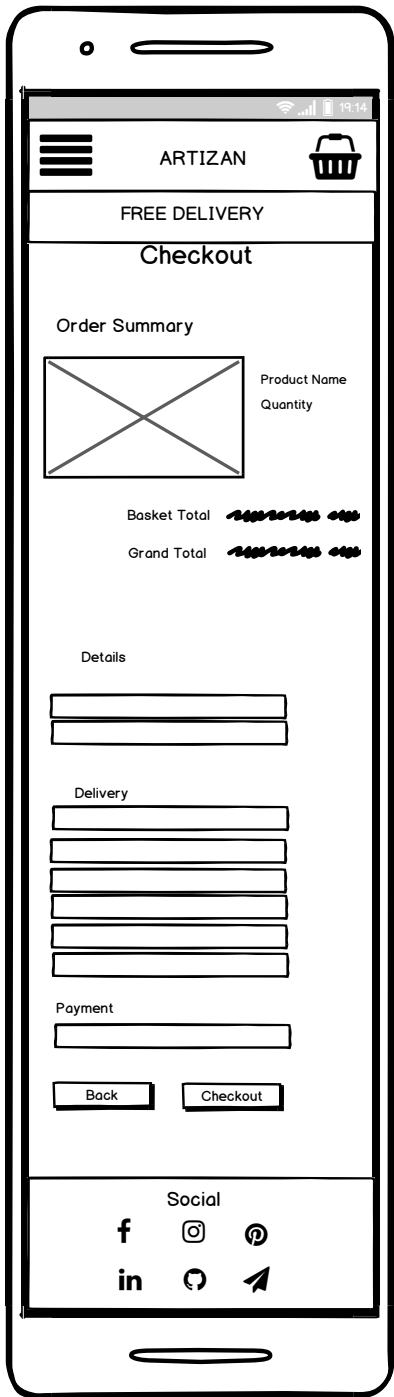 19:14
ARTIZAN
FREE DELIVERY
Checkout
Order Summary
Product Name
Quantity
Basket Total
Grand Total
Details
Delivery
Payment
Back Checkout
Social